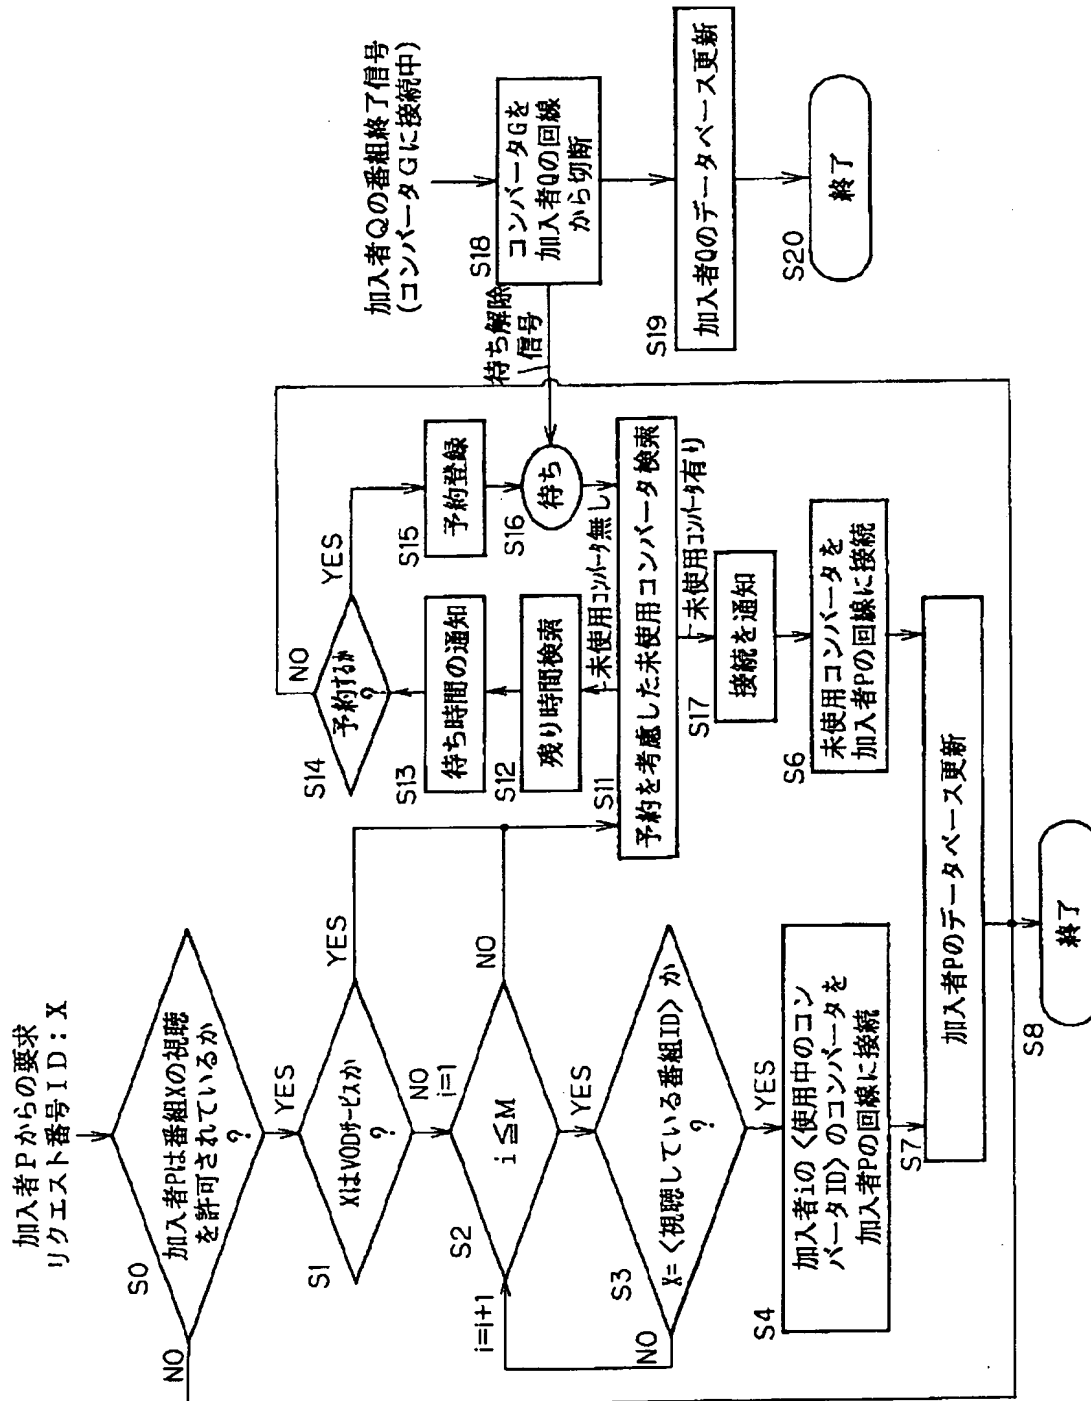 加入者Pからの要求
リクエスト番号ID:X
S0
加入者Pは番組Xの視聴
を許可されているか
?
NO
YES
S1
XはVODサービスか
?
YES
NO
i=1
S2
i≦M
NO
YES
i=i+1
S3
X=<視聴している番組ID>か
?
NO
YES
S4
加入者iの<使用中のコン
バータID>のコンバータを
加入者Pの回線に接続
S7
加入者Pのデータベース更新
S8
終了
S14
予約するか
?
NO
YES
S13
待ち時間の通知
S12
残り時間検索
未使用コンバータ無し
S15
予約登録
S16
待ち
S11
予約を考慮した未使用コンバータ検索
未使用コンバータ有り
S17
接続を通知
S6
未使用コンバータを
加入者Pの回線に接続
加入者Qの番組終了信号
(コンバータGに接続中)
S18
コンバータGを
加入者Qの回線
から切断
待ち解除
信号
S19
加入者Qのデータベース更新
S20
終了